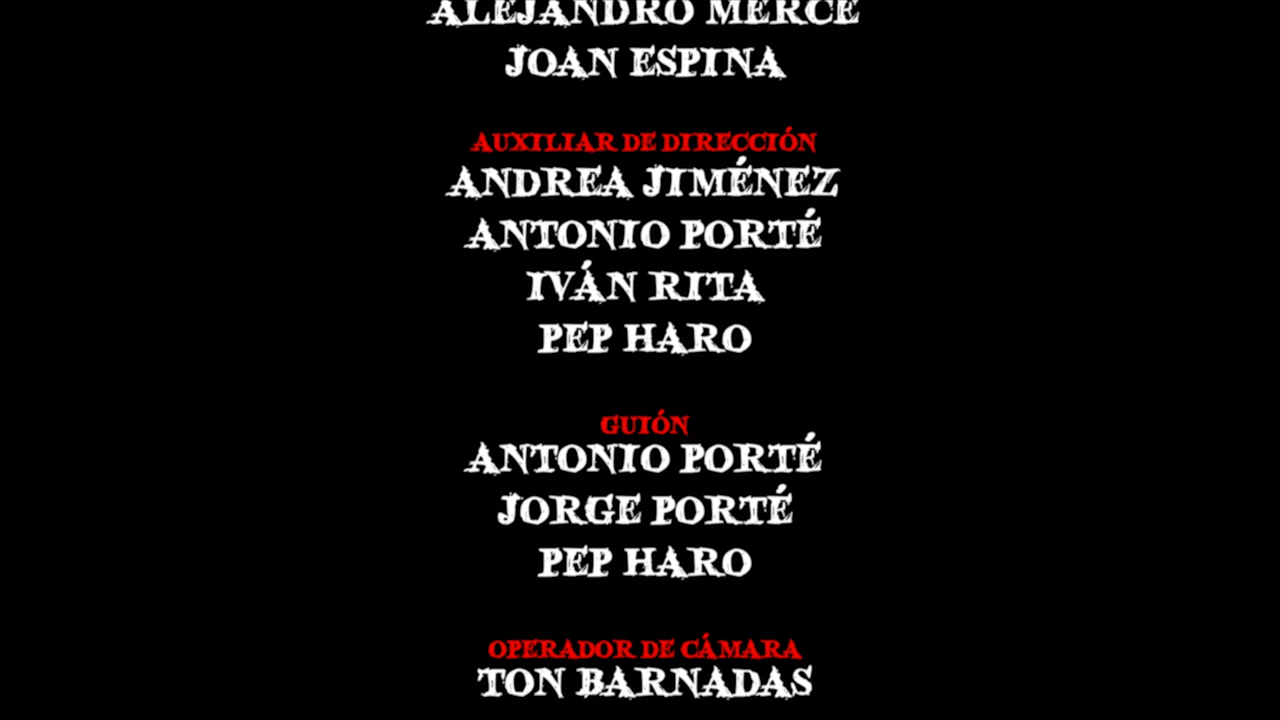 ALEJANDRO MERCÉ
JOAN ESPINA
AUXILIAR DE DIRECCIÓN
ANDREA JIMÉNEZ
ANTONIO PORTÉ
IVÁN RITA
PEP HARO
GUIÓN
ANTONIO PORTÉ
JORGE PORTÉ
PEP HARO
OPERADOR DE CÁMARA
TON BARNADAS